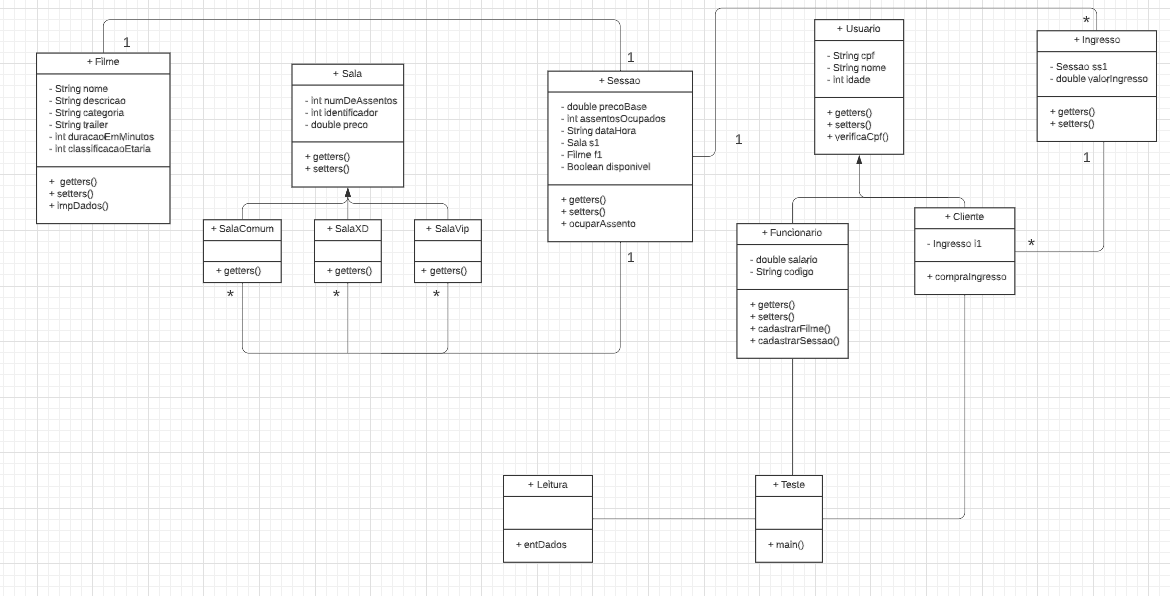 1
+ Filme
- String nome
- String descricao
- String categoria
- String trailer
- int duracaoEmMinutos
- int classificacaoEtaria
+ getters()
+ setters()
+ impDados()
+ Sala
- int numDeAssentos
- int identificador
- double preco
+ getters()
+ setters()
+ SalaComum
+ getters()
*
+ SalaXD
+ getters()
*
+ SalaVip
+ getters()
*
1
+ Sessao
- double precoBase
- int assentosOcupados
- String dataHora
- Sala s1
- Filme f1
- Boolean disponivel
+ getters()
+ setters()
+ ocuparAssento
1
1
+ Usuario
- String cpf
- String nome
- int idade
+ getters()
+ setters()
+ verificaCpf()
*
+ Ingresso
- Sessao ss1
- double valorIngresso
+ getters()
+ setters()
1
+ Funcionario
- double salario
- String codigo
+ getters()
+ setters()
+ cadastrarFilme()
+ cadastrarSessao()
+ Cliente
- Ingresso i1
+ compraIngresso
*
+ Leitura
+ entDados
+ Teste
+ main()